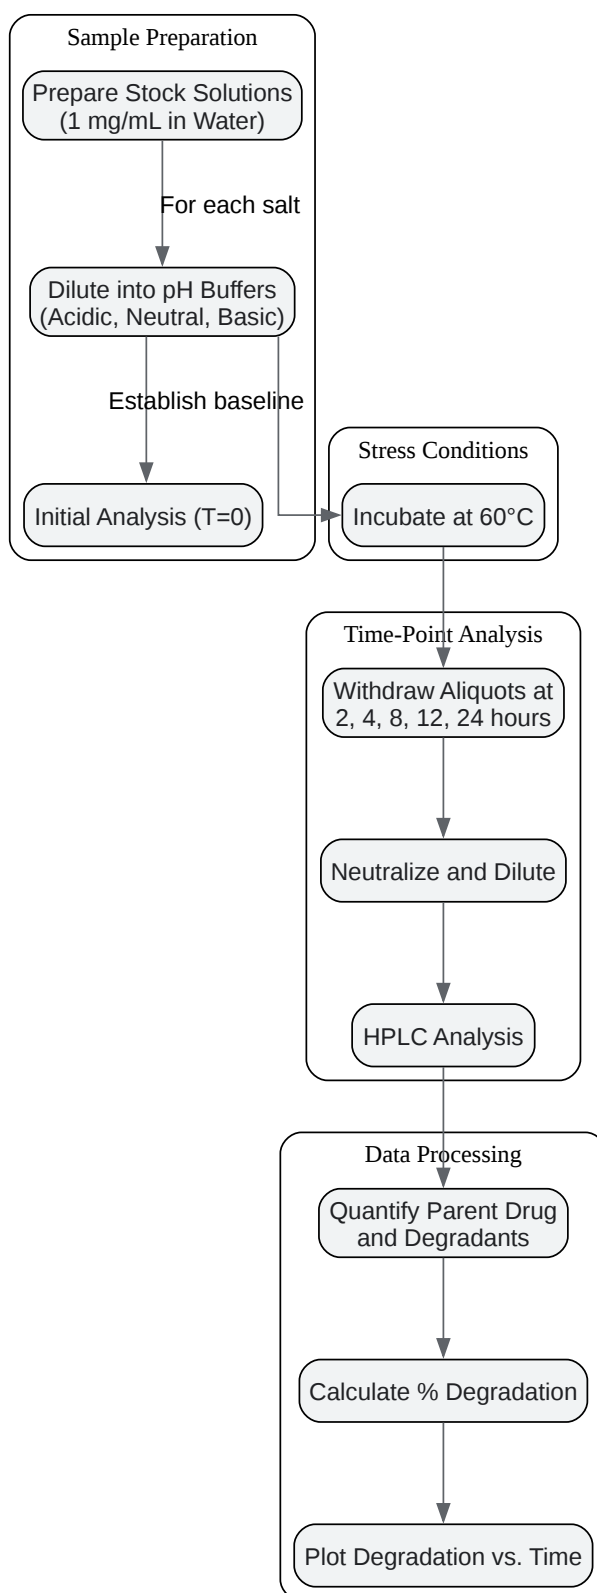 Sample Preparation
Prepare Stock Solutions
(1 mg/mL in Water)
For each salt
Dilute into pH Buffers
(Acidic, Neutral, Basic)
Establish baseline
Initial Analysis (T=0)
Stress Conditions
Incubate at 60°C
Time-Point Analysis
Withdraw Aliquots at
2, 4, 8, 12, 24 hours
Neutralize and Dilute
HPLC Analysis
Data Processing
Quantify Parent Drug
and Degradants
Calculate % Degradation
Plot Degradation vs. Time